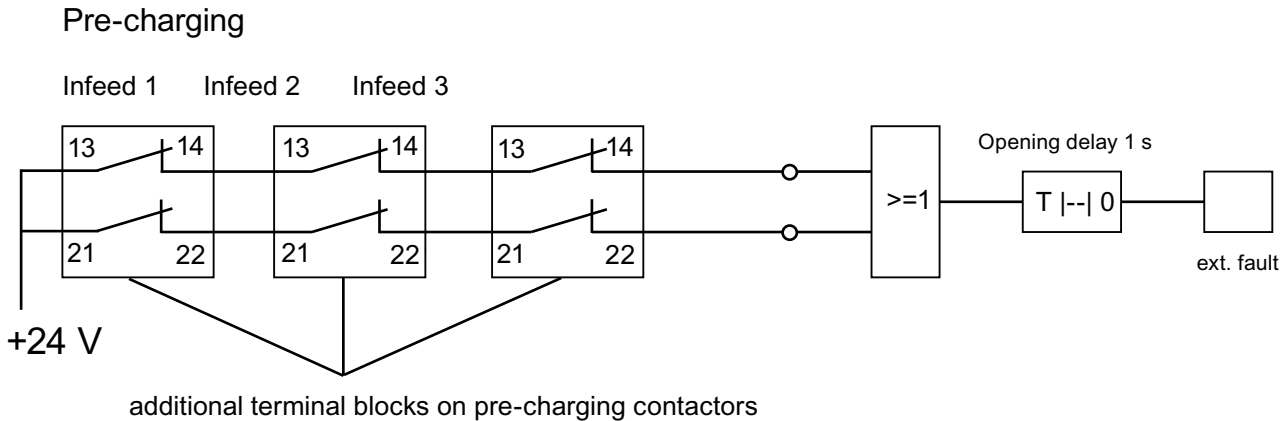 Pre-charging
Infeed 1 Infeed 2 Infeed 3
13 14 13 14 13 14
Opening delay 1 s
>=1 T |--| 0
21 22 21 22 21 22
ext. fault
+24 V
additional terminal blocks on pre-charging contactors